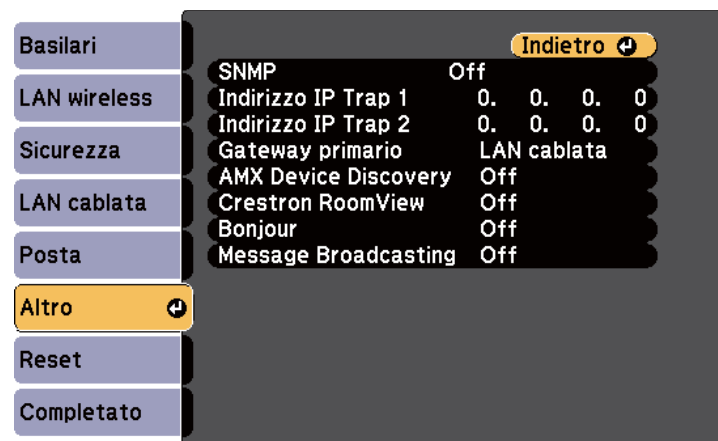 Basilari
LAN wireless
Sicurezza
LAN cablata
Posta
Altro
Reset
Completato
Indietro
SNMP Off
Indirizzo IP Trap 1 0. 0. 0. 0
Indirizzo IP Trap 2 0. 0. 0. 0
Gateway primario LAN cablata
AMX Device Discovery Off
Crestron RoomView Off
Bonjour Off
Message Broadcasting Off